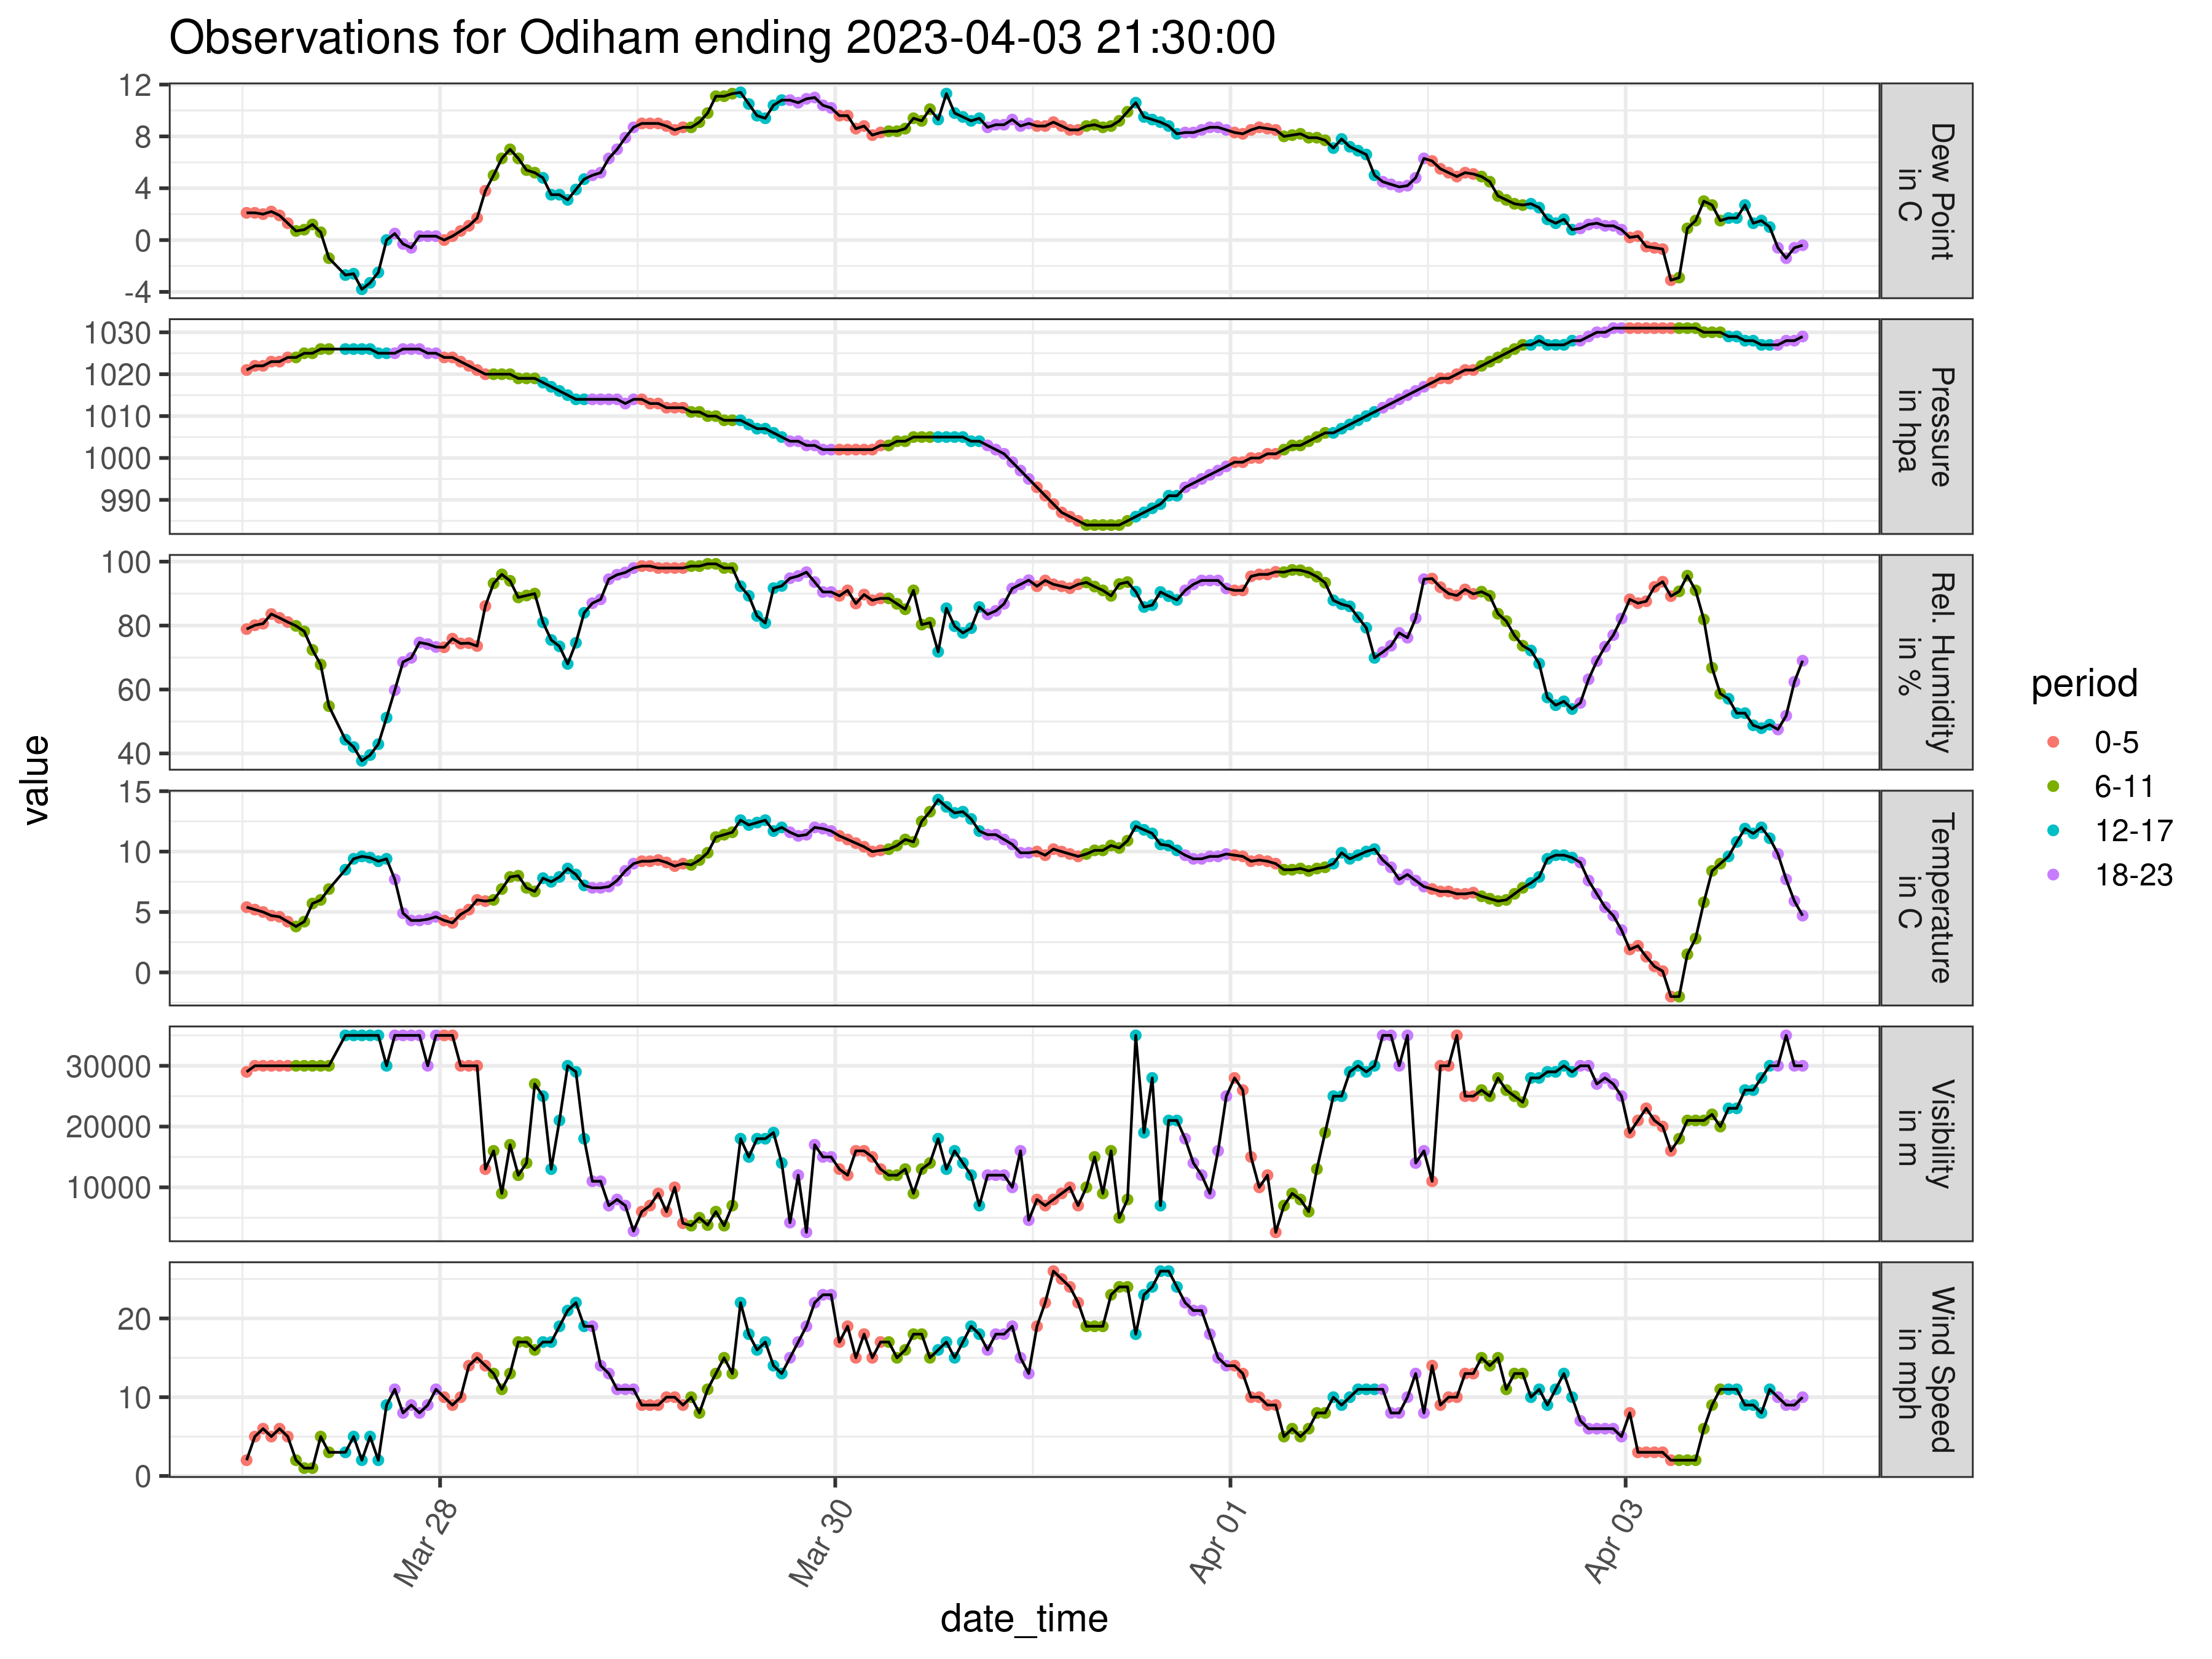 Observations for Odiham ending 2023-04-03 21:30:00
12
8
4
0
-4
Dew Point
in C
1030
1020
1010
1000
990
Pressure
in hpa
100
80
60
40
Rel. Humidity
in %
15
10
5
0
Temperature
in C
30000
20000
10000
Visibility
in m
20
10
0
Wind Speed
in mph
value
Mar 28
Mar 30
Apr 01
Apr 03
date_time
period
0-5
6-11
12-17
18-23